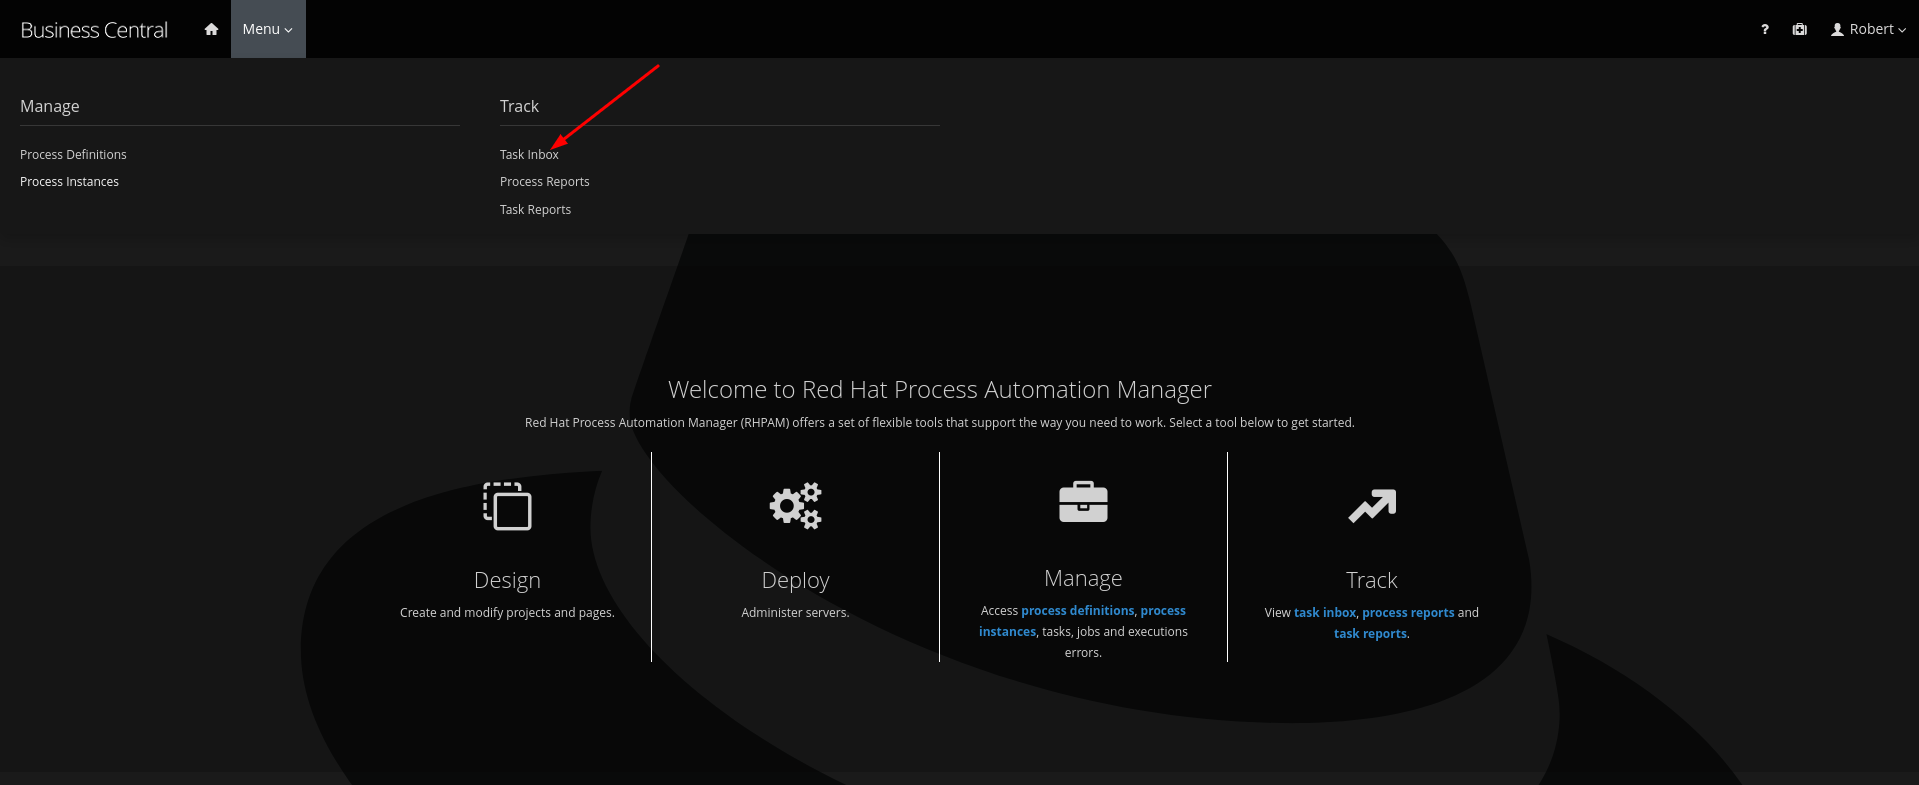 Business Central
Menu
?
Robert
Manage
Process Definitions
Process Instances
Track
Task Inbox
Process Reports
Task Reports
Welcome to Red Hat Process Automation Manager
Red Hat Process Automation Manager (RHPAM) offers a set of flexible tools that support the way you need to work. Select a tool below to get started.
Design
Create and modify projects and pages.
Deploy
Administer servers.
Manage
Access process definitions, process
instances, tasks, jobs and executions
errors.
Track
View task inbox, process reports and
task reports.